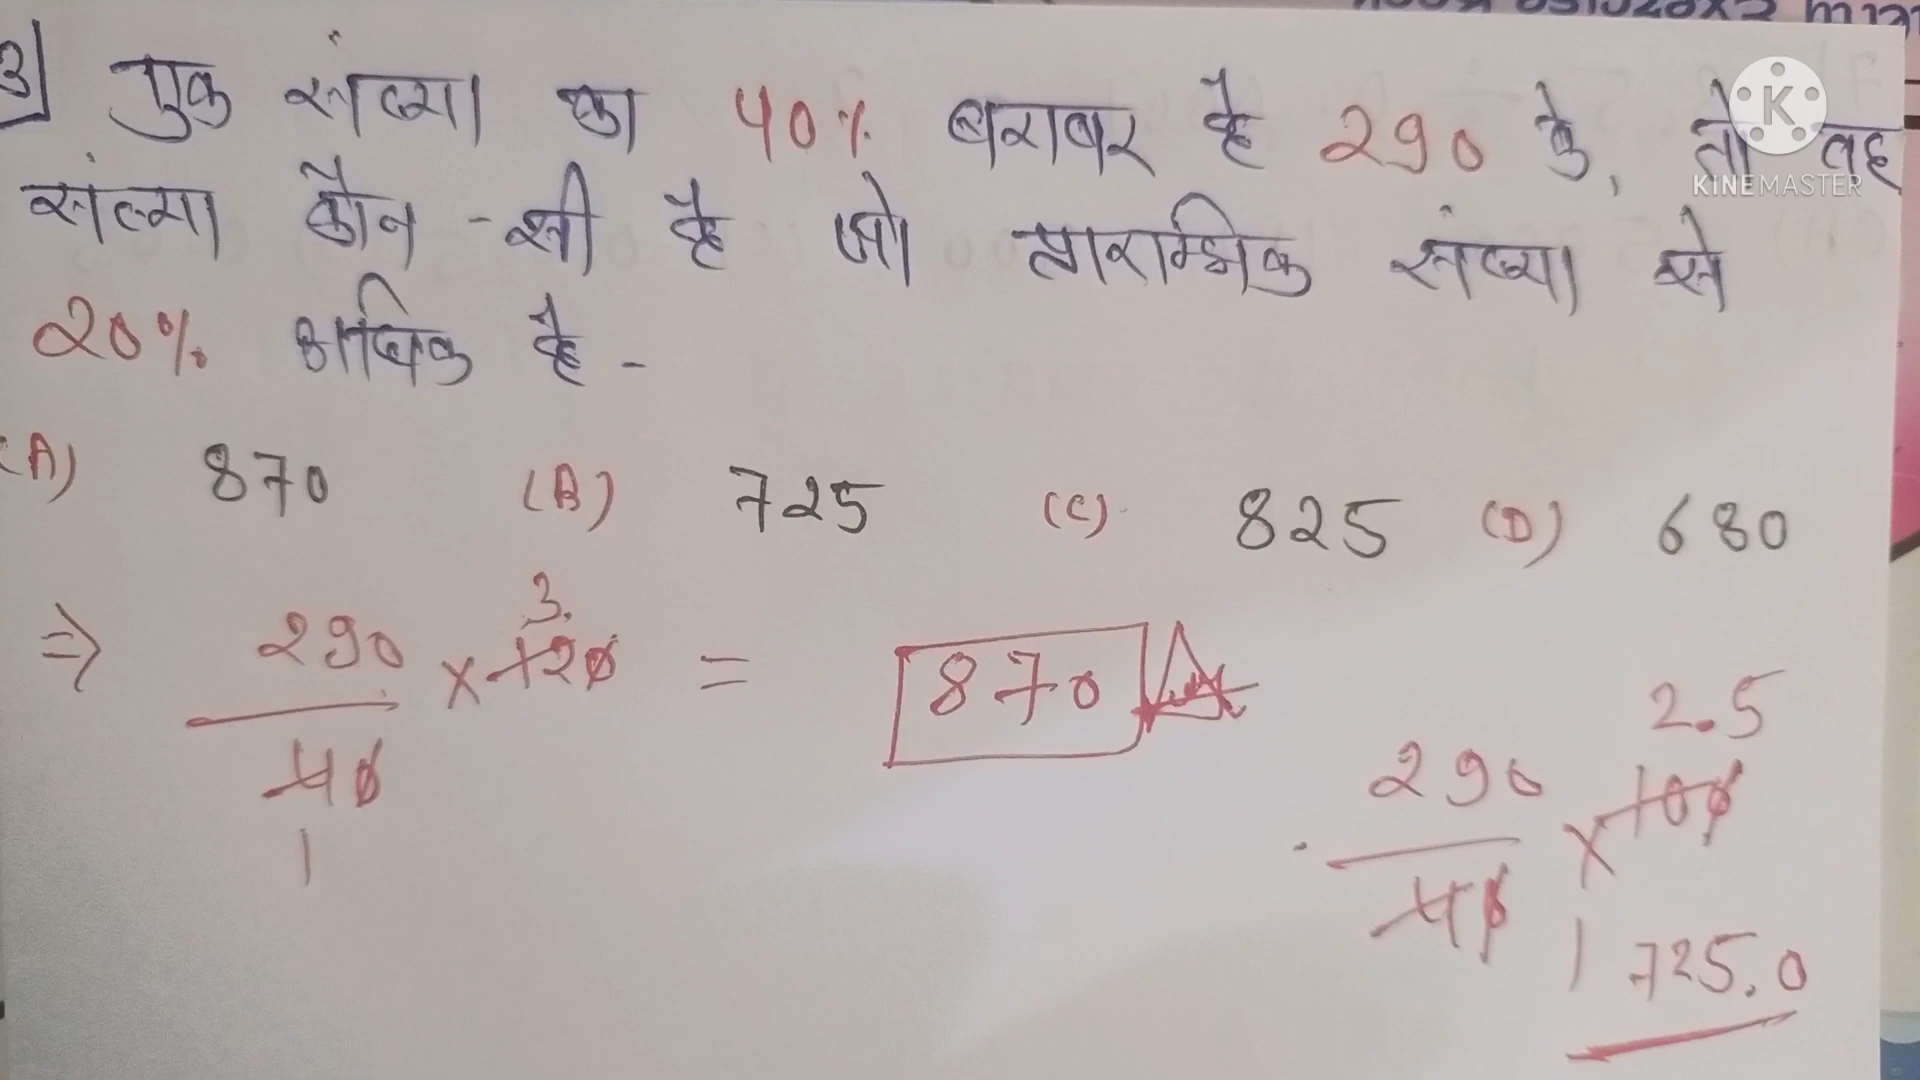 3] एक संख्या का 40% बराबर है 290 के, तो वह
संख्या कौन-सी है जो प्रारम्भिक संख्या से
20% अधिक है -
(A) 870 (B) 725 (C) 825 (D) 680
⇒ 290/40 × 120 = 870 Ans
3.
1
290/40 × 100
2.5
1 725.0
KINEMASTER